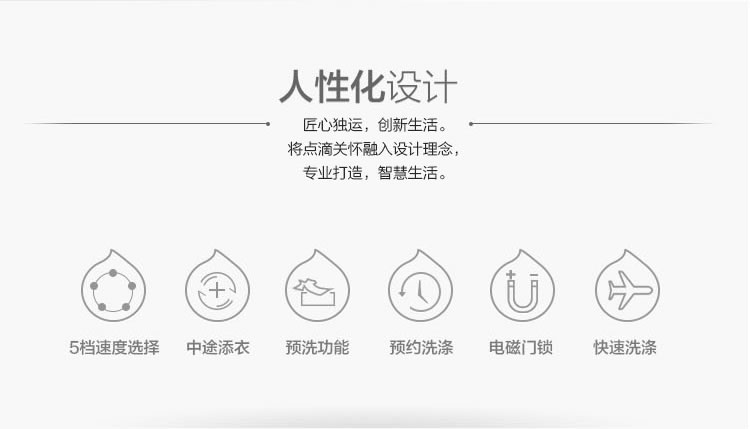 人性化设计
匠心独运，创新生活。
将点滴关怀融入设计理念，
专业打造，智慧生活。
5档速度选择 中途添衣 预洗功能 预约洗涤 电磁门锁 快速洗涤